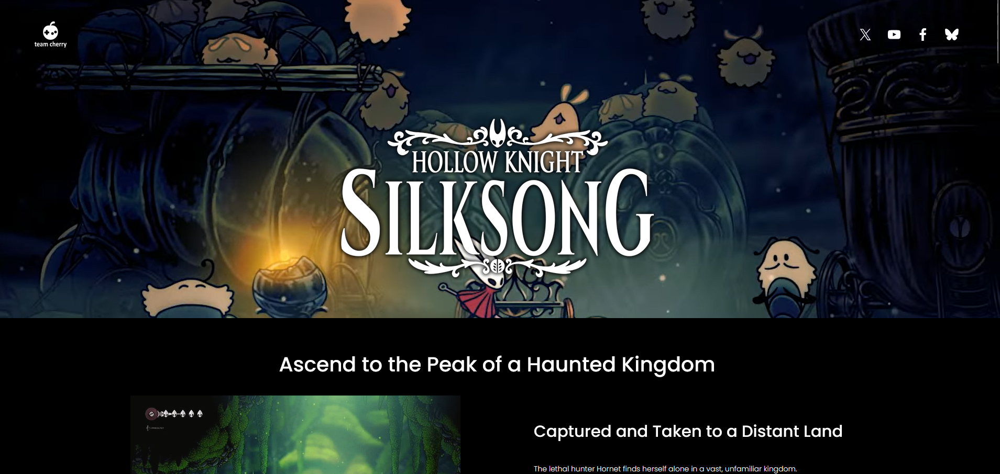 team cherry
HOLLOW KNIGHT
SILKSONG
Ascend to the Peak of a Haunted Kingdom
Captured and Taken to a Distant Land
The lethal hunter Hornet finds herself alone in a vast, unfamiliar kingdom.